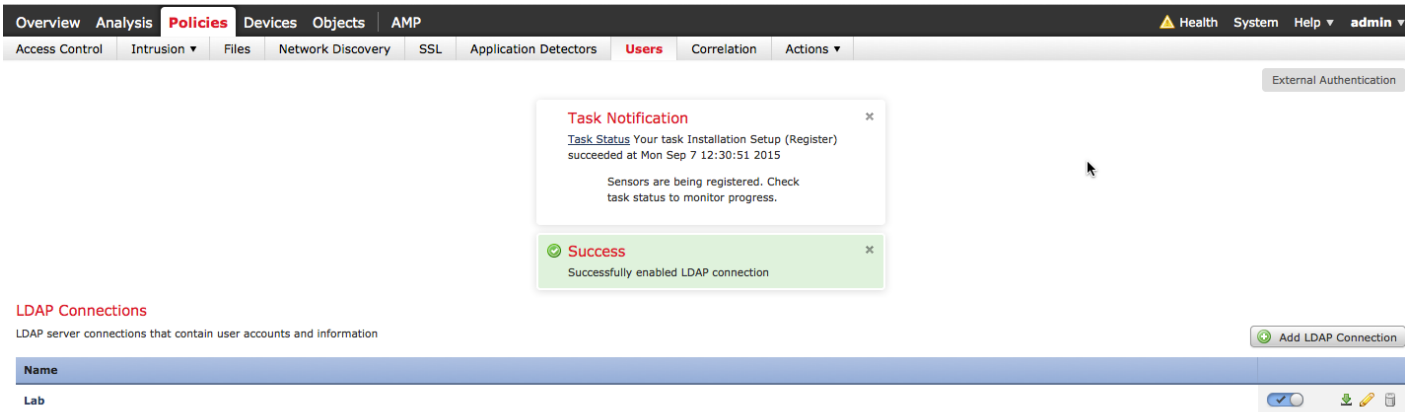 Overview Analysis Policies Devices Objects AMP Health System Help ▾ admin ▾
Access Control Intrusion ▾ Files Network Discovery SSL Application Detectors Users Correlation Actions ▾
External Authentication
Task Notification
Task Status Your task Installation Setup (Register)
succeeded at Mon Sep 7 12:30:51 2015
Sensors are being registered. Check
task status to monitor progress.
Success
Successfully enabled LDAP connection
LDAP Connections
LDAP server connections that contain user accounts and information
Add LDAP Connection
Name
Lab